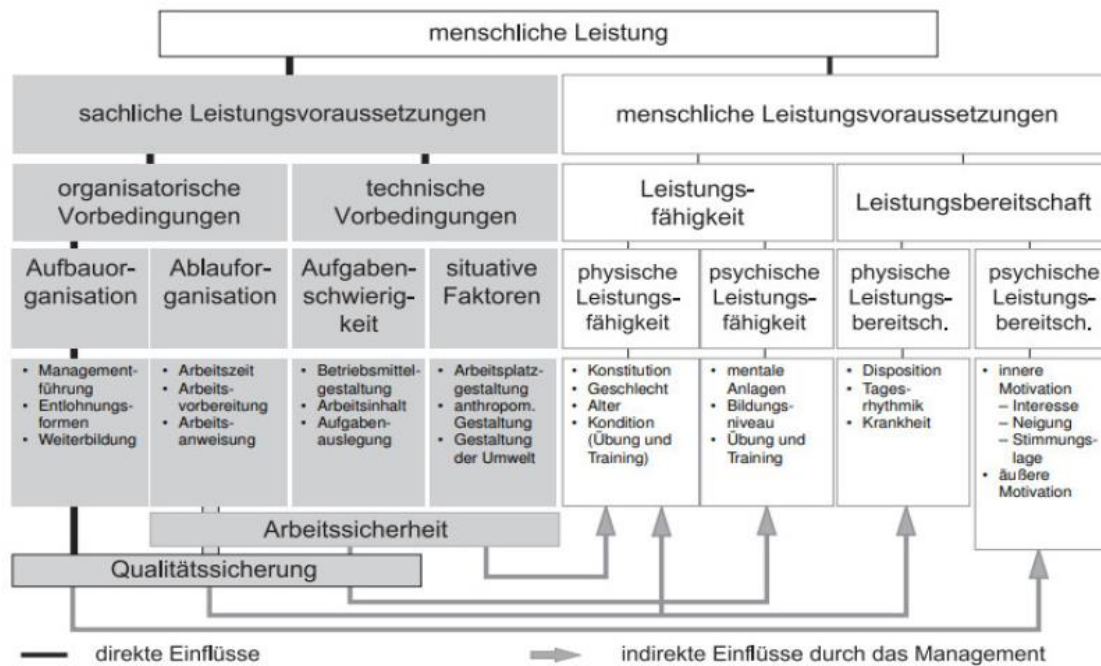 menschliche Leistung
sachliche Leistungsvoraussetzungen
menschliche Leistungsvoraussetzungen
organisatorische
Vorbedingungen
technische
Vorbedingungen
Leistungs-
fähigkeit
Leistungsbereitschaft
Aufbauor-
ganisation
Ablaufor-
ganisation
Aufgaben-
schwierig-
keit
situative
Faktoren
physische
Leistungs-
fähigkeit
psychische
Leistungs-
fähigkeit
physische
Leistungs-
bereitsch.
psychische
Leistungs-
bereitsch.
• Management-
führung
• Entlohnungs-
formen
• Weiterbildung
• Arbeitszeit
• Arbeits-
vorbereitung
• Arbeits-
anweisung
• Betriebsmittel-
gestaltung
• Arbeitsinhalt
• Aufgaben-
auslegung
• Arbeitsplatz-
gestaltung
• anthropom.
Gestaltung
• Gestaltung
der Umwelt
• Konstitution
• Geschlecht
• Alter
• Kondition
(Übung und
Training)
• mentale
Anlagen
• Bildungs-
niveau
• Übung und
Training
• Disposition
• Tages-
rhythmik
• Krankheit
• innere
Motivation
– Interesse
– Neigung
– Stimmungs-
lage
• äußere
Motivation
Arbeitssicherheit
Qualitätssicherung
direkte Einflüsse
indirekte Einflüsse durch das Management